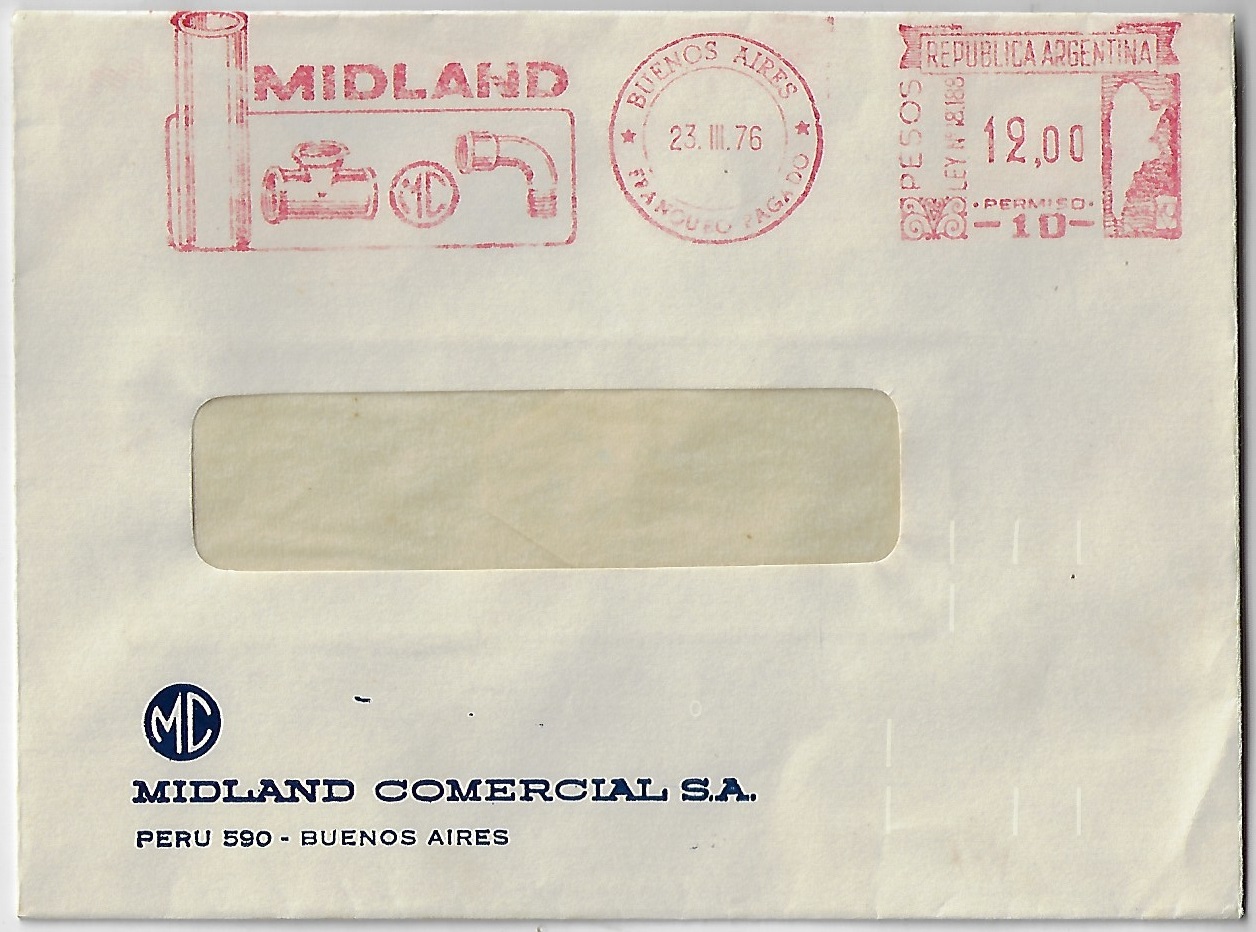 MIDLAND
MC
BUENOS AIRES
23. III. 76
FRANQUEO PAGADO
REPUBLICA ARGENTINA
PESOS
LEY Nº 18.188
12,00
PERMISO
-10-
MC
MIDLAND COMERCIAL S.A.
PERU 590 - BUENOS AIRES